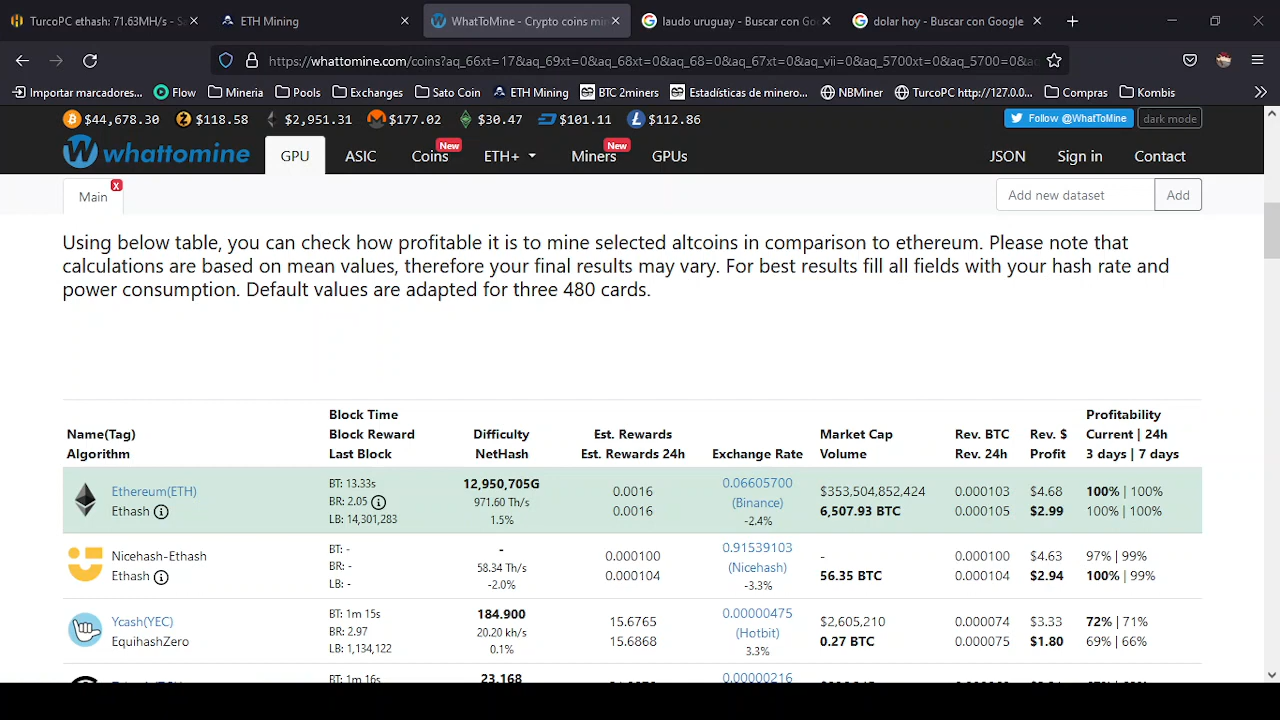 TurcoPC ethash: 71.63MH/s - Sa
ETH Mining
WhatToMine - Crypto coins min
laudo uruguay - Buscar con Go
dolar hoy - Buscar con Google
https://whattomine.com/coins?aq_66xt=17&aq_69xt=0&aq_68xt=0&aq_68=0&aq_67xt=0&aq_vii=0&aq_5700xt=0&aq_5700=0&a
Importar marcadores...
Flow
Mineria
Pools
Exchanges
Sato Coin
ETH Mining
BTC 2miners
Estadísticas de minero...
NBMiner
TurcoPC http://127.0.0...
Compras
Kombis
$44,678.30 $118.58 $2,951.31 $177.02 $30.47 $101.11 $112.86
Follow @WhatToMine
dark mode
whattomine
GPU
ASIC
Coins
New
ETH+
Miners
New
GPUs
JSON
Sign in
Contact
Main
x
Add new dataset
Add
Using below table, you can check how profitable it is to mine selected altcoins in comparison to ethereum. Please note that
calculations are based on mean values, therefore your final results may vary. For best results fill all fields with your hash rate and
power consumption. Default values are adapted for three 480 cards.
Name(Tag)
Algorithm
Block Time
Block Reward
Last Block
Difficulty
NetHash
Est. Rewards
Est. Rewards 24h
Exchange Rate
Market Cap
Volume
Rev. BTC
Rev. 24h
Rev. $
Profit
Profitability
Current | 24h
3 days | 7 days
Ethereum(ETH)
Ethash
BT: 13.33s
BR: 2.05
LB: 14,301,283
12,950,705G
971.60 Th/s
1.5%
0.0016
0.0016
0.06605700
(Binance)
-2.4%
$353,504,852,424
6,507.93 BTC
0.000103
0.000105
$4.68
$2.99
100% | 100%
100% | 100%
Nicehash-Ethash
Ethash
BT: -
BR: -
LB: -
-
58.34 Th/s
-2.0%
0.000100
0.000104
0.91539103
(Nicehash)
-3.3%
-
56.35 BTC
0.000100
0.000104
$4.63
$2.94
97% | 99%
100% | 99%
Ycash(YEC)
EquihashZero
BT: 1m 15s
BR: 2.97
LB: 1,134,122
184.900
20.20 kh/s
0.1%
15.6765
15.6868
0.00000475
(Hotbit)
3.3%
$2,605,210
0.27 BTC
0.000074
0.000075
$3.33
$1.80
72% | 71%
69% | 66%
BT: 1m 16s
23.168
0.00000216